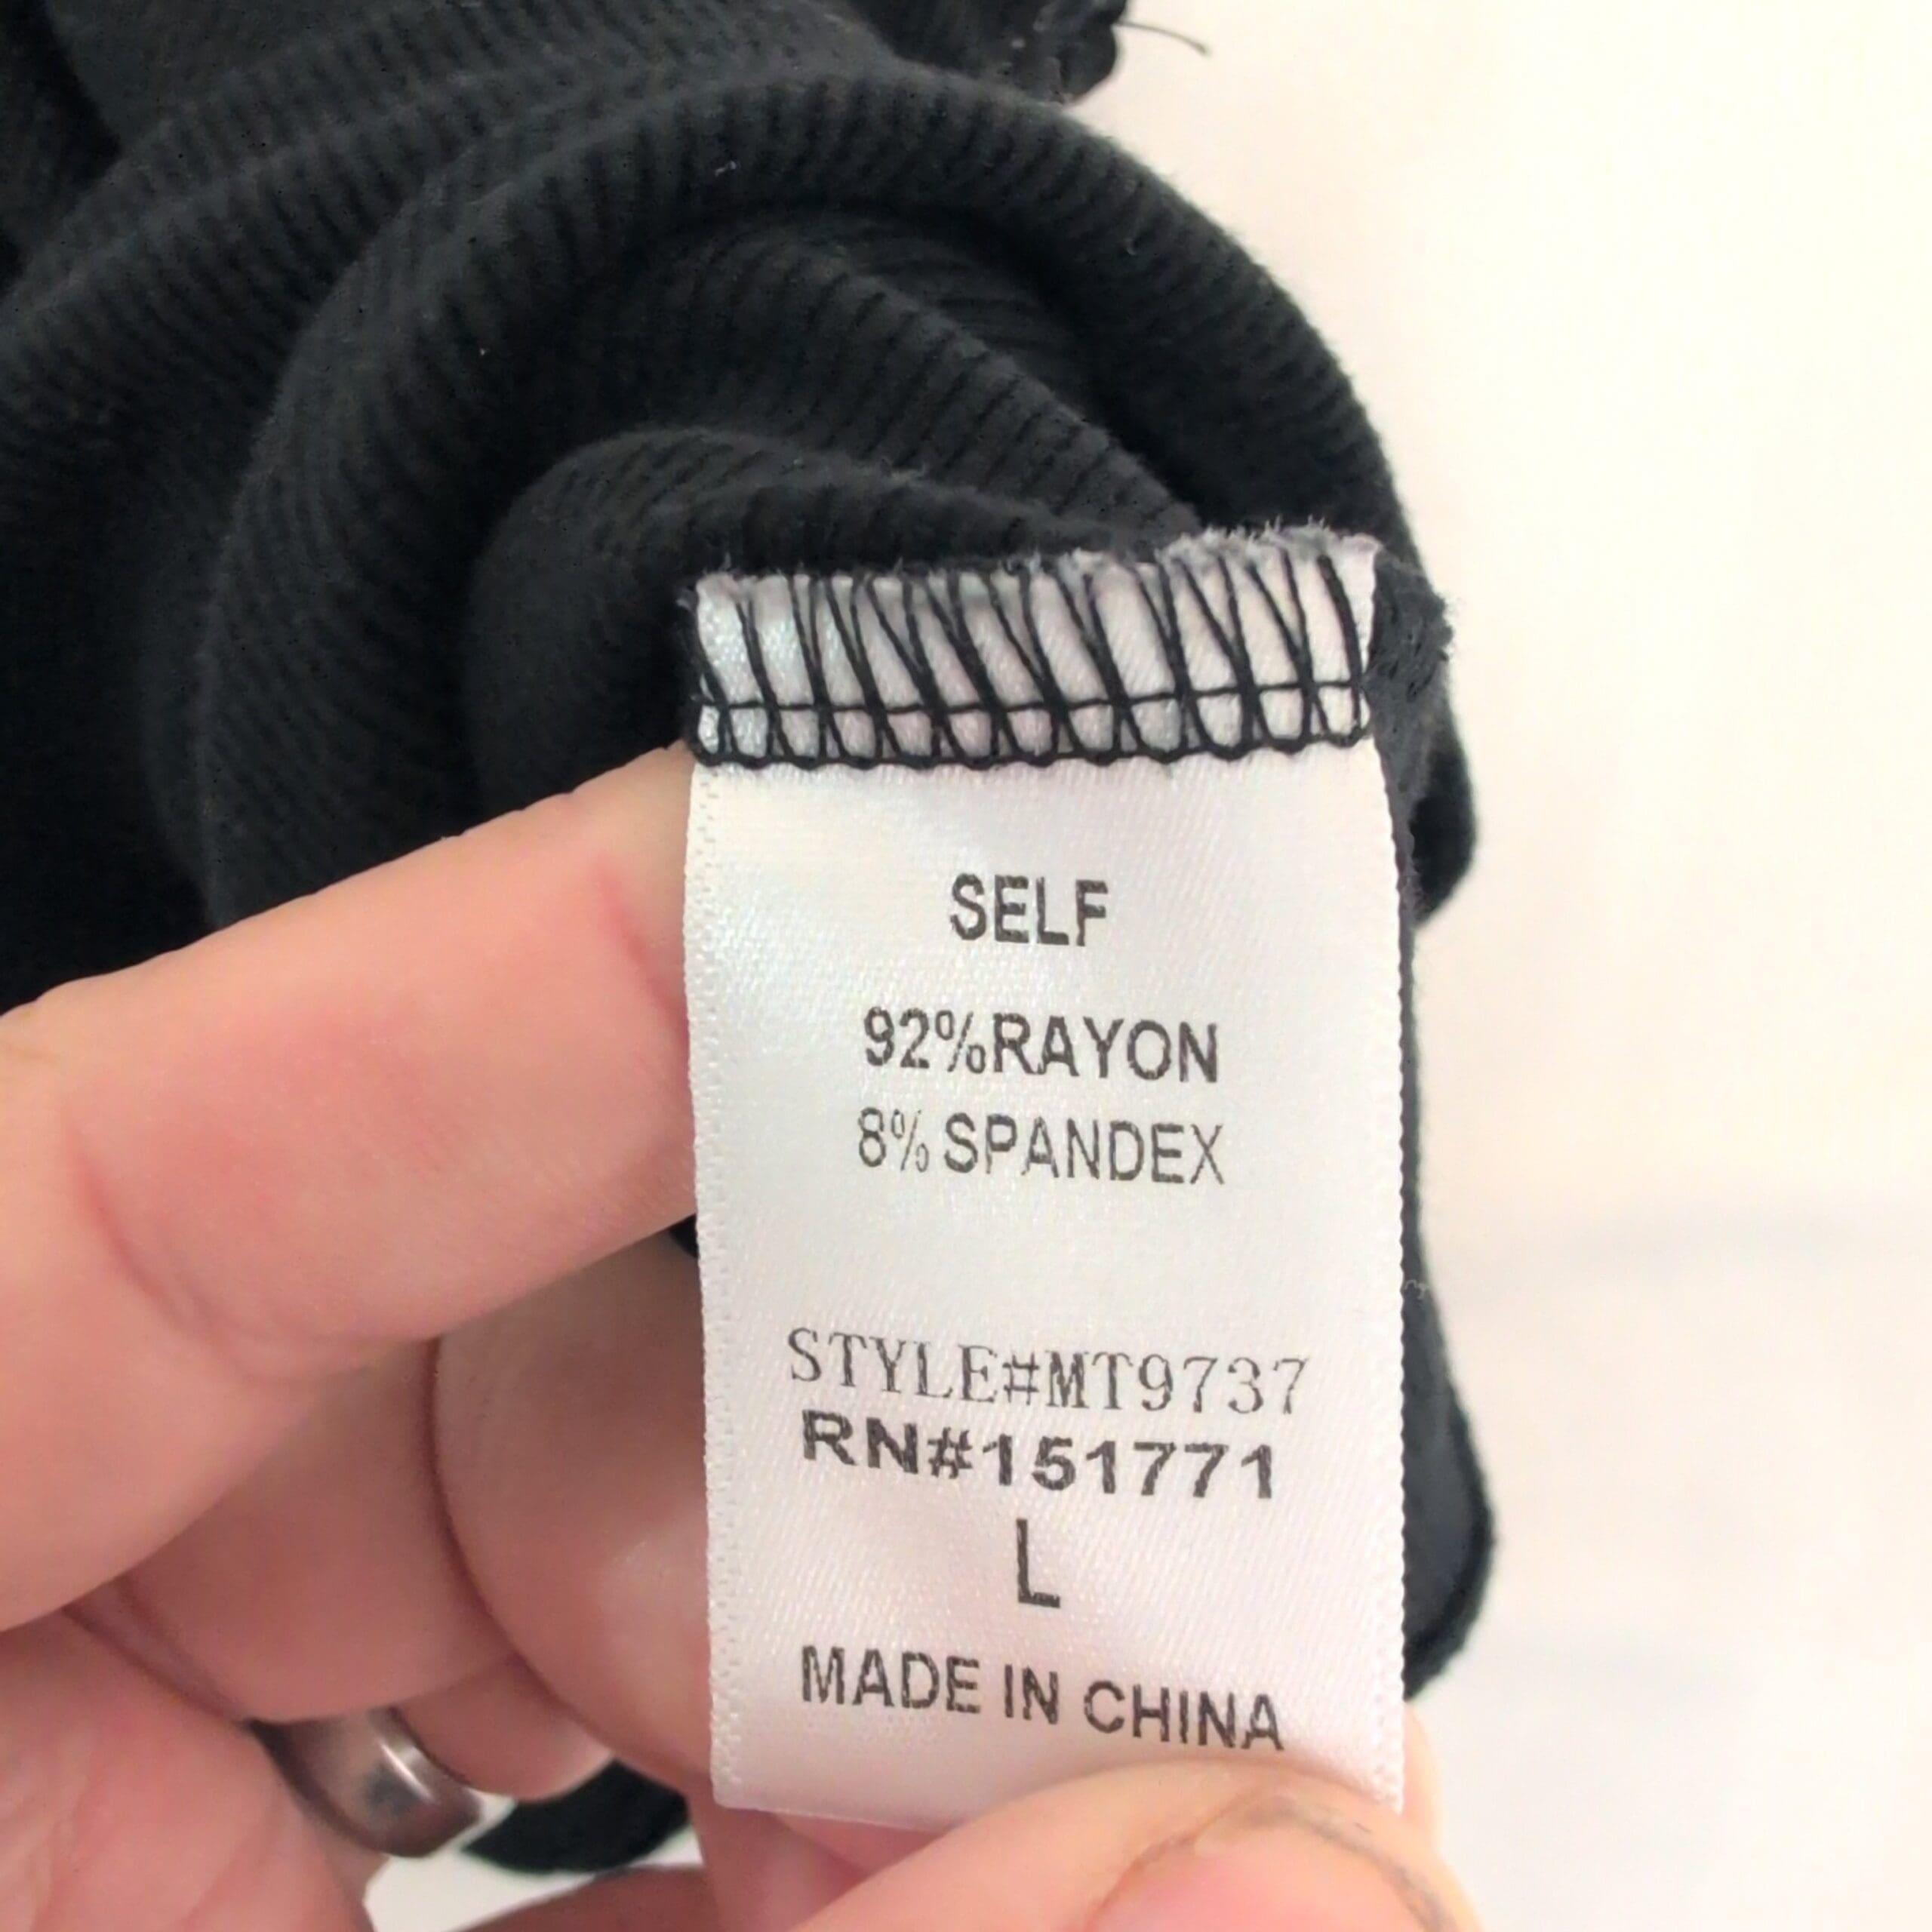 SELF
92%RAYON
8%SPANDEX
STYLE#MT9737
RN#151771
L
MADE IN CHINA